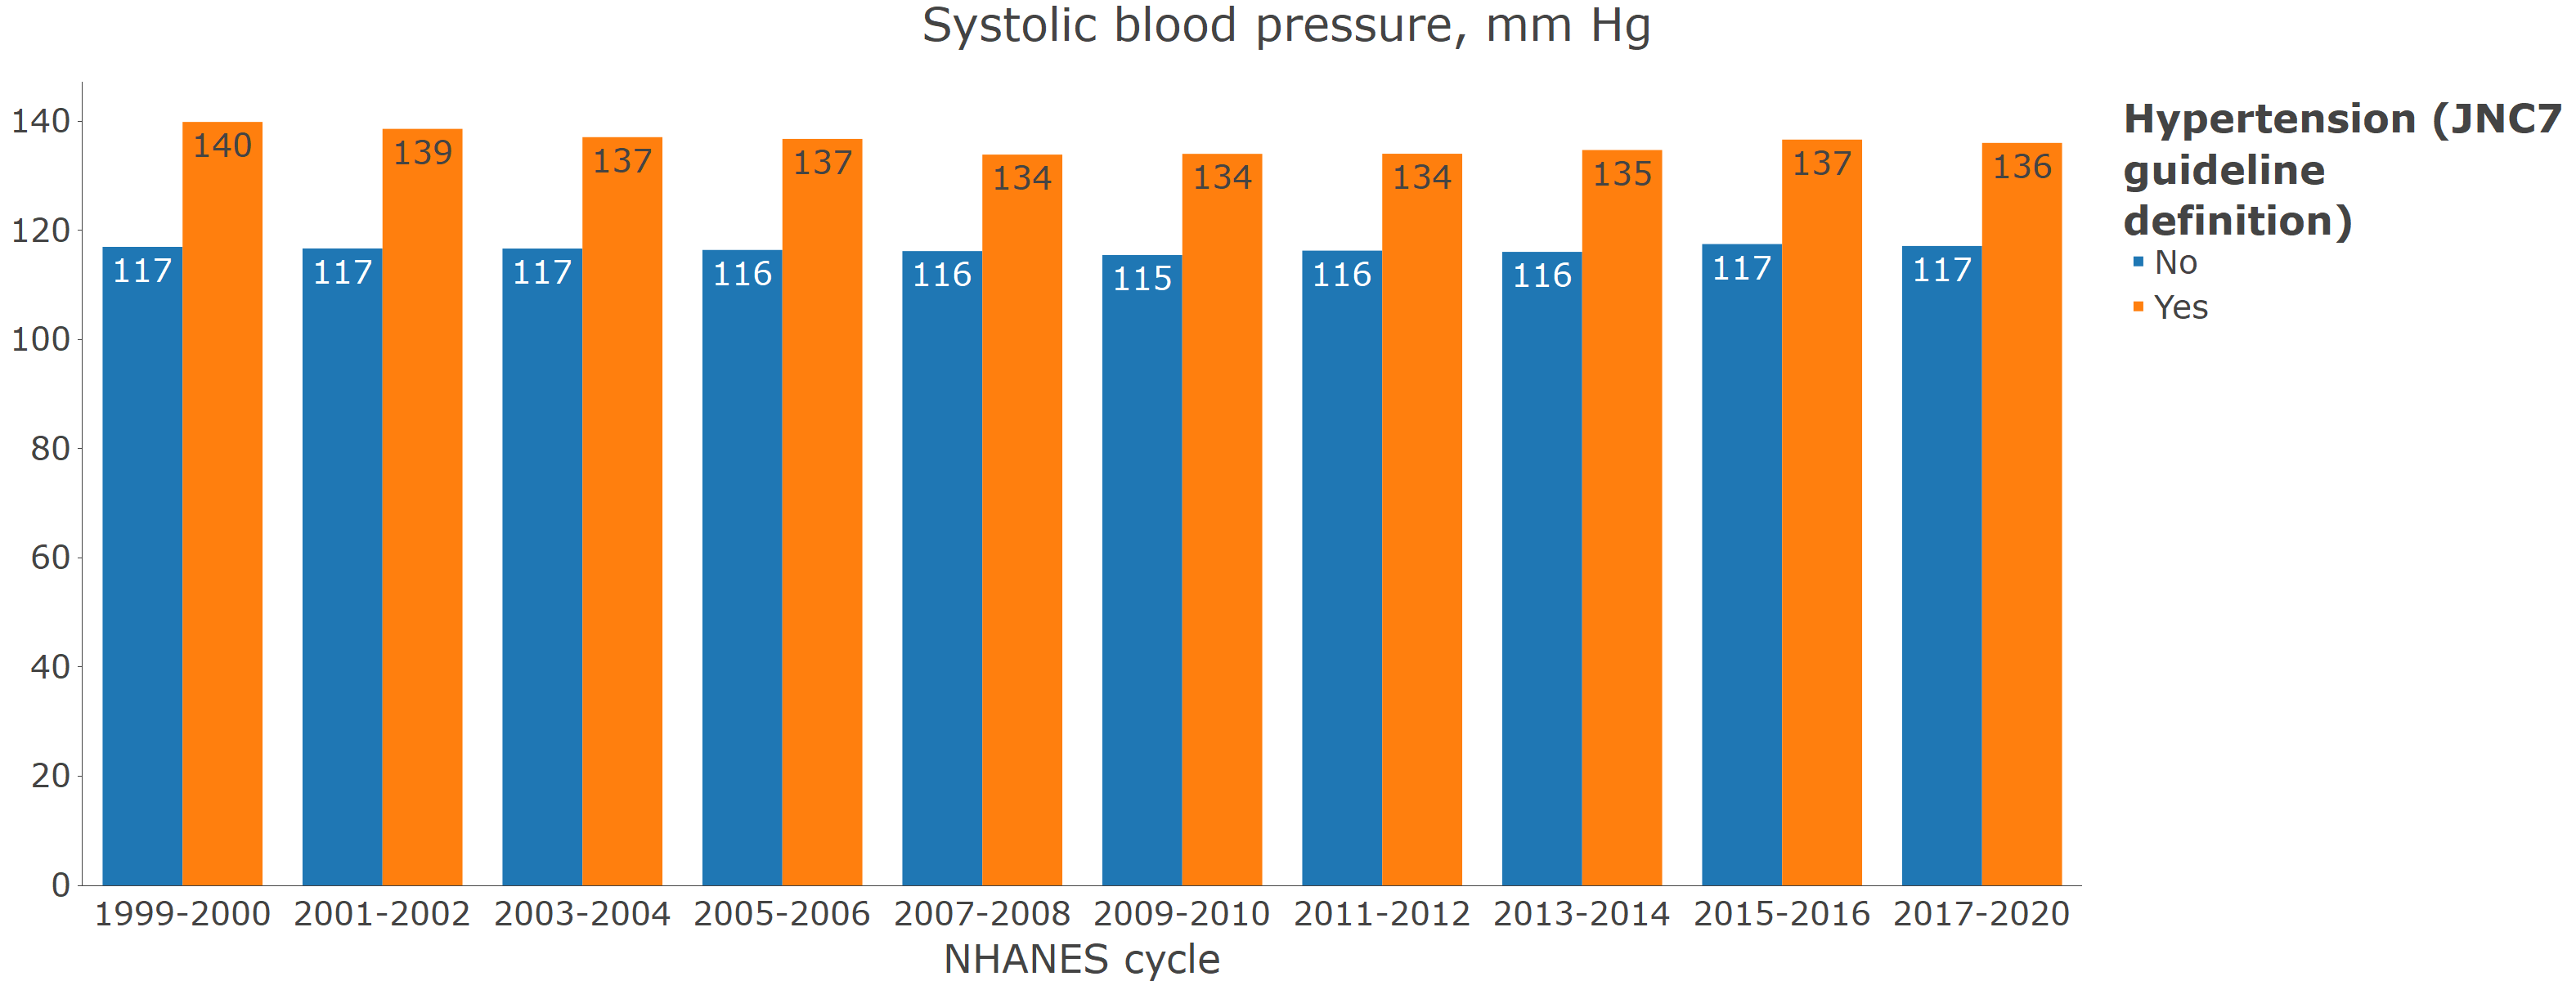 Systolic blood pressure, mm Hg
140
120
100
80
60
40
20
0
117 140
117 139
117 137
116 137
116 134
115 134
116 134
116 135
117 137
117 136
1999-2000 2001-2002 2003-2004 2005-2006 2007-2008 2009-2010 2011-2012 2013-2014 2015-2016 2017-2020
NHANES cycle
Hypertension (JNC7
guideline
definition)
No
Yes